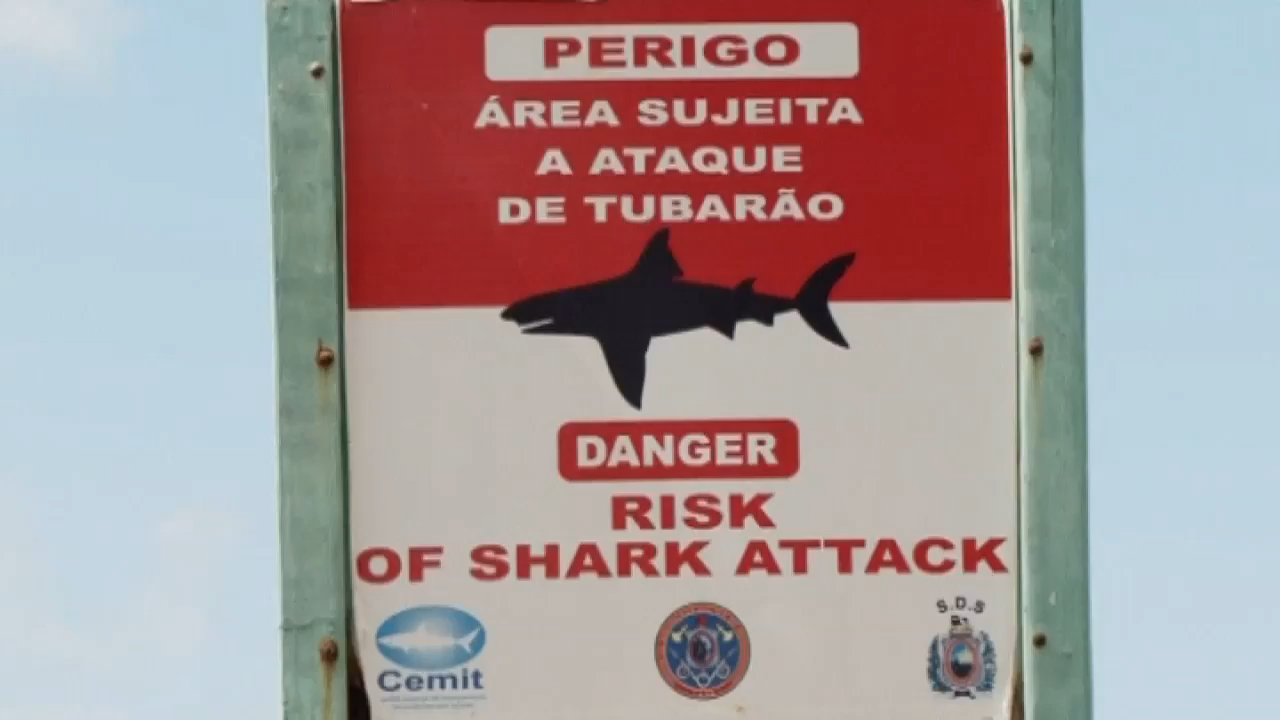 PERIGO
ÁREA SUJEITA
A ATAQUE
DE TUBARÃO
DANGER
RISK
OF SHARK ATTACK
S.D.S
Cemit